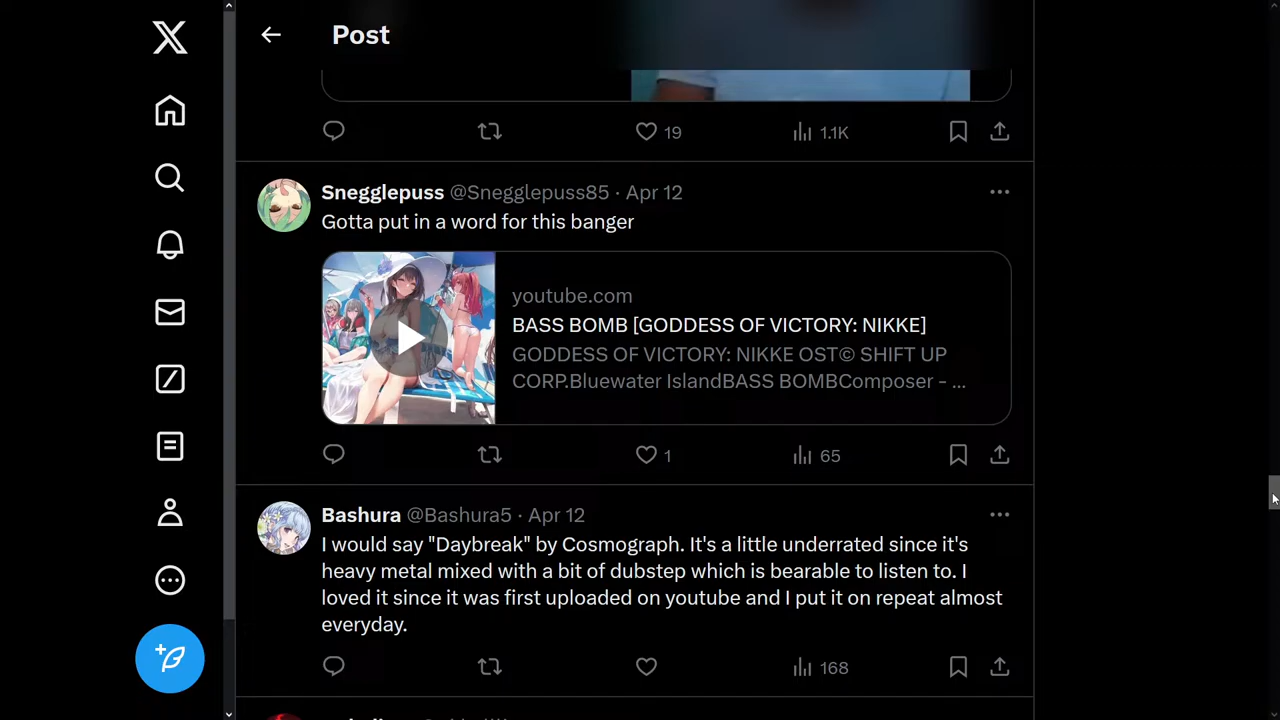 Post
19
1.1K
Snegglepuss @Snegglepuss85 · Apr 12
Gotta put in a word for this banger
youtube.com
BASS BOMB [GODDESS OF VICTORY: NIKKE]
GODDESS OF VICTORY: NIKKE OST© SHIFT UP
CORP.Bluewater IslandBASS BOMBComposer - ...
1
65
Bashura @Bashura5 · Apr 12
I would say "Daybreak" by Cosmograph. It's a little underrated since it's
heavy metal mixed with a bit of dubstep which is bearable to listen to. I
loved it since it was first uploaded on youtube and I put it on repeat almost
everyday.
168